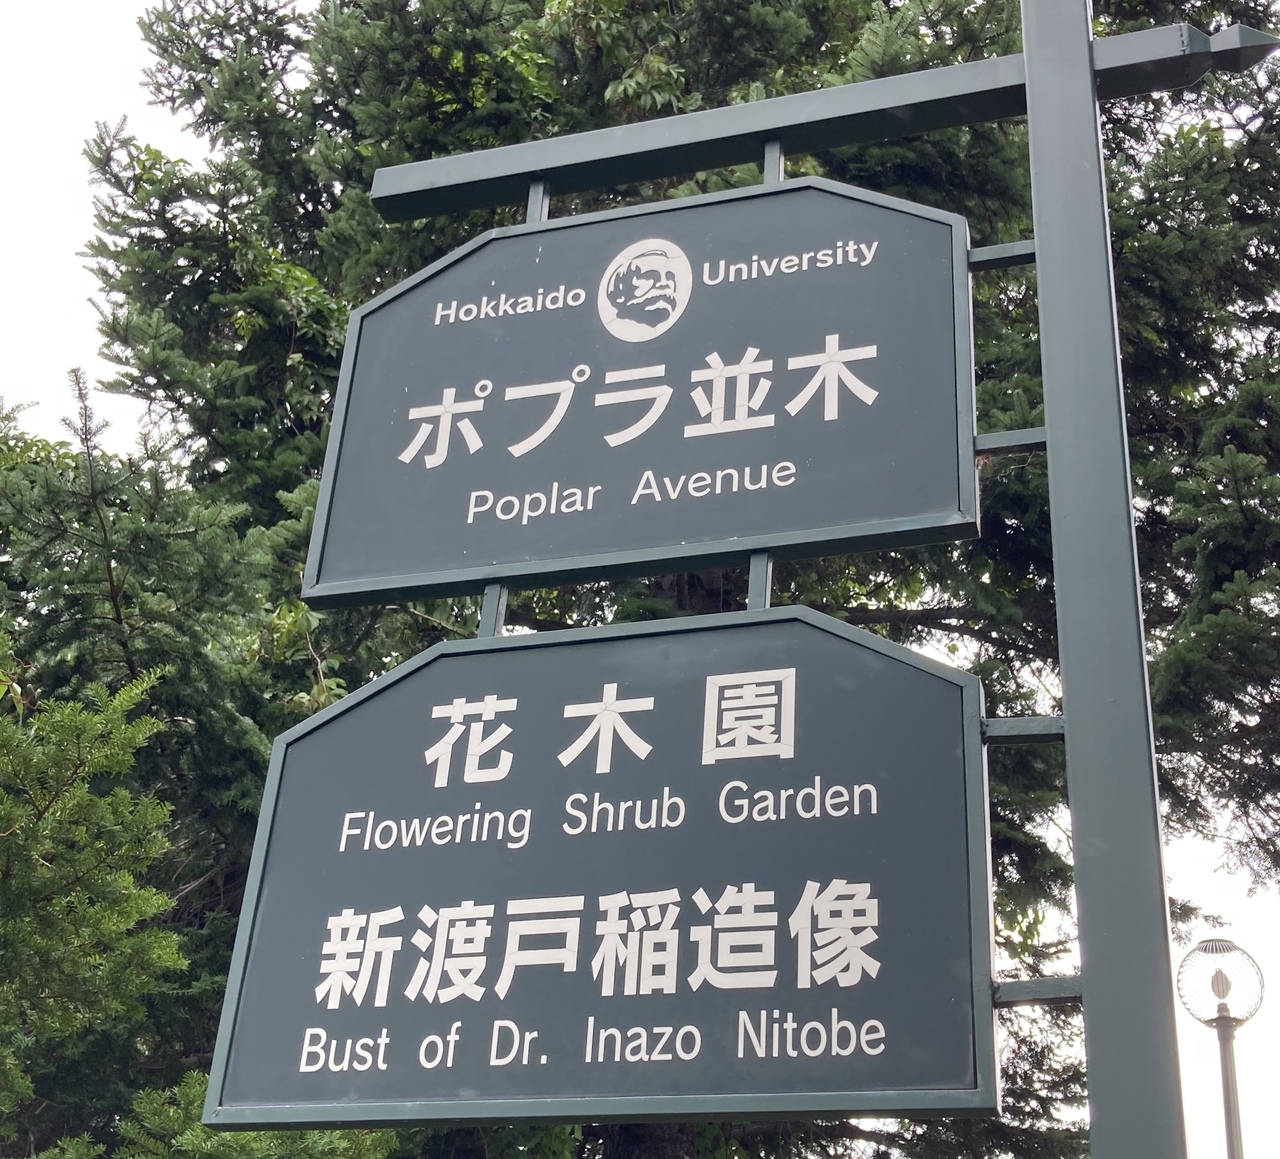 Hokkaido University
ポプラ並木
Poplar Avenue
花木園
Flowering Shrub Garden
新渡戸稲造像
Bust of Dr. Inazo Nitobe